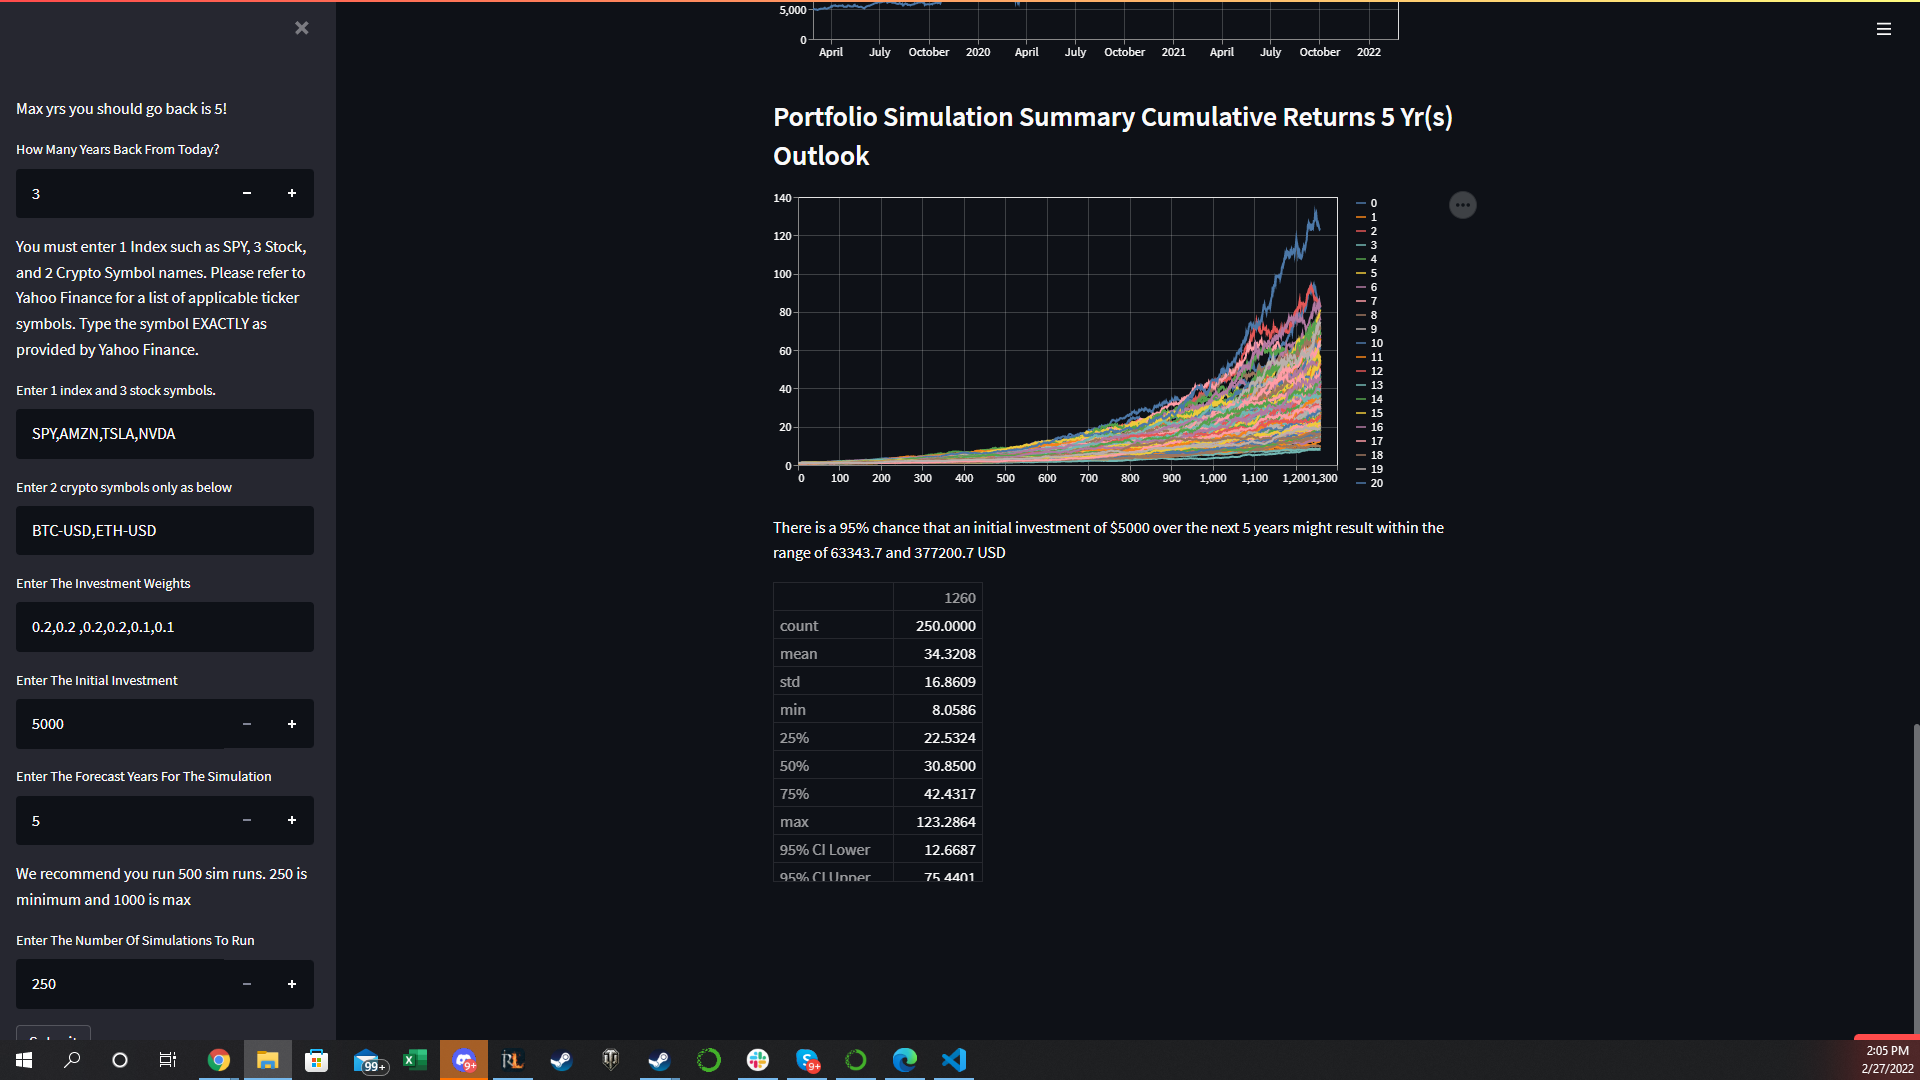 Max yrs you should go back is 5!
How Many Years Back From Today?
3
You must enter 1 Index such as SPY, 3 Stock,
and 2 Crypto Symbol names. Please refer to
Yahoo Finance for a list of applicable ticker
symbols. Type the symbol EXACTLY as
provided by Yahoo Finance.
Enter 1 index and 3 stock symbols.
SPY,AMZN,TSLA,NVDA
Enter 2 crypto symbols only as below
BTC-USD,ETH-USD
Enter The Investment Weights
0.2,0.2 ,0.2,0.2,0.1,0.1
Enter The Initial Investment
5000
Enter The Forecast Years For The Simulation
5
We recommend you run 500 sim runs. 250 is
minimum and 1000 is max
Enter The Number Of Simulations To Run
250
Submit
5,000
0
April July October 2020 April July October 2021 April July October 2022
Portfolio Simulation Summary Cumulative Returns 5 Yr(s)
Outlook
140
120
100
80
60
40
20
0
0 100 200 300 400 500 600 700 800 900 1,000 1,100 1,200 1,300
0
1
2
3
4
5
6
7
8
9
10
11
12
13
14
15
16
17
18
19
20
There is a 95% chance that an initial investment of $5000 over the next 5 years might result within the
range of 63343.7 and 377200.7 USD
1260
count 250.0000
mean 34.3208
std 16.8609
min 8.0586
25% 22.5324
50% 30.8500
75% 42.4317
max 123.2864
95% CI Lower 12.6687
95% CI Upper 75.4401
99+
9+
RL
S
9+
2:05 PM
2/27/2022